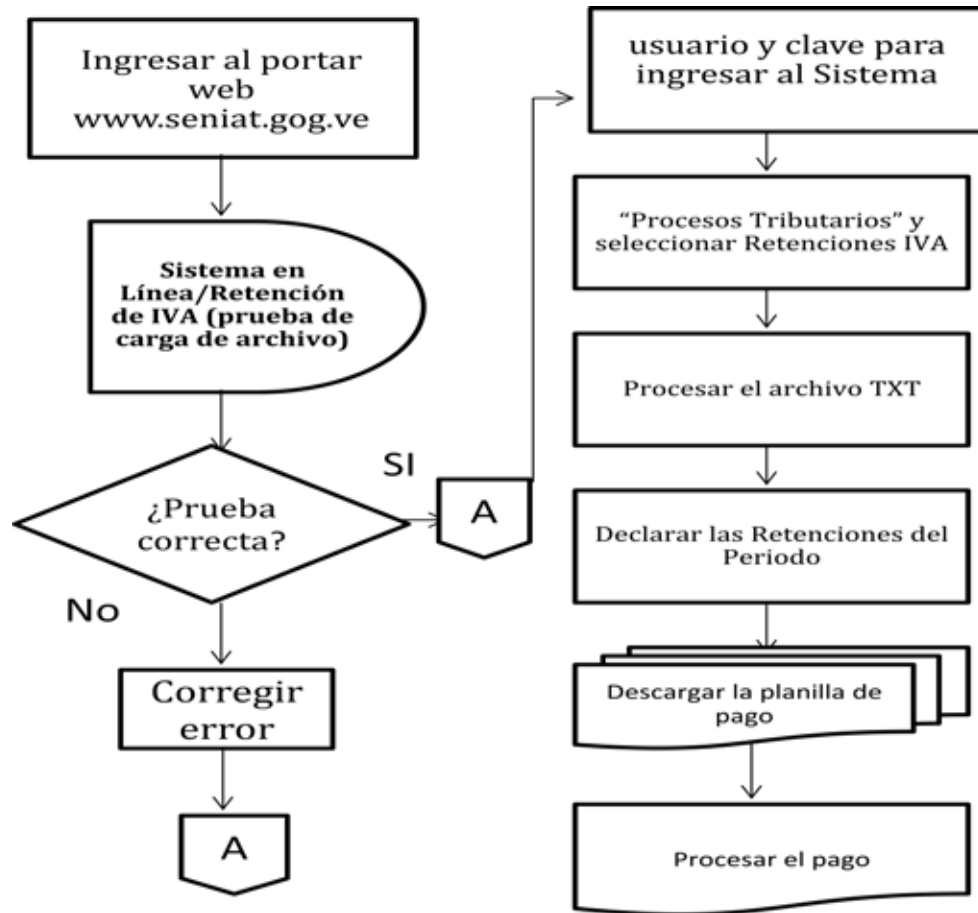 Ingresar al portar
web
www.seniat.gog.ve
Sistema en
Línea/Retención
de IVA (prueba de
carga de archivo)
¿Prueba
correcta?
SI
A
No
Corregir
error
A
usuario y clave para
ingresar al Sistema
“Procesos Tributarios” y
seleccionar Retenciones IVA
Procesar el archivo TXT
Declarar las Retenciones del
Periodo
Descargar la planilla de
pago
Procesar el pago